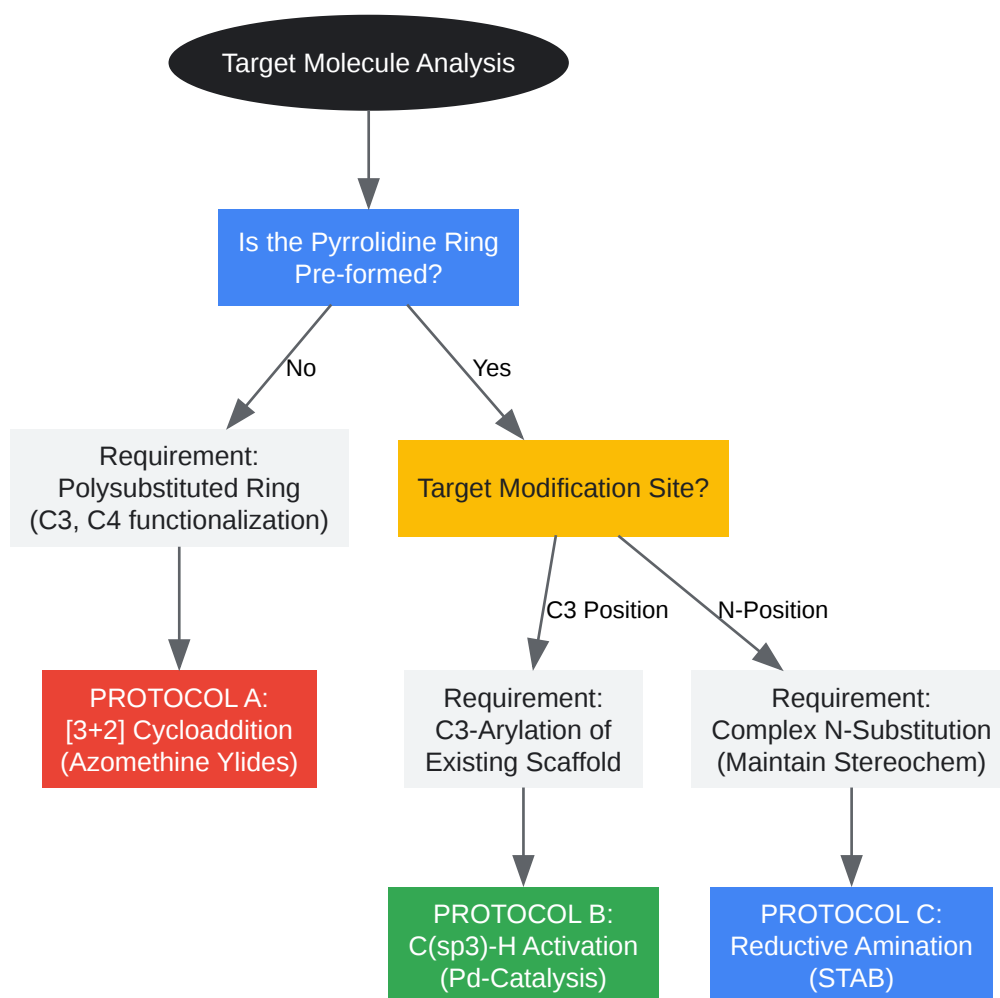 Target Molecule Analysis
Is the Pyrrolidine Ring
Pre-formed?
No
Yes
Requirement:
Polysubstituted Ring
(C3, C4 functionalization)
Target Modification Site?
C3 Position
N-Position
PROTOCOL A:
[3+2] Cycloaddition
(Azomethine Ylides)
Requirement:
C3-Arylation of
Existing Scaffold
Requirement:
Complex N-Substitution
(Maintain Stereochem)
PROTOCOL B:
C(sp3)-H Activation
(Pd-Catalysis)
PROTOCOL C:
Reductive Amination
(STAB)